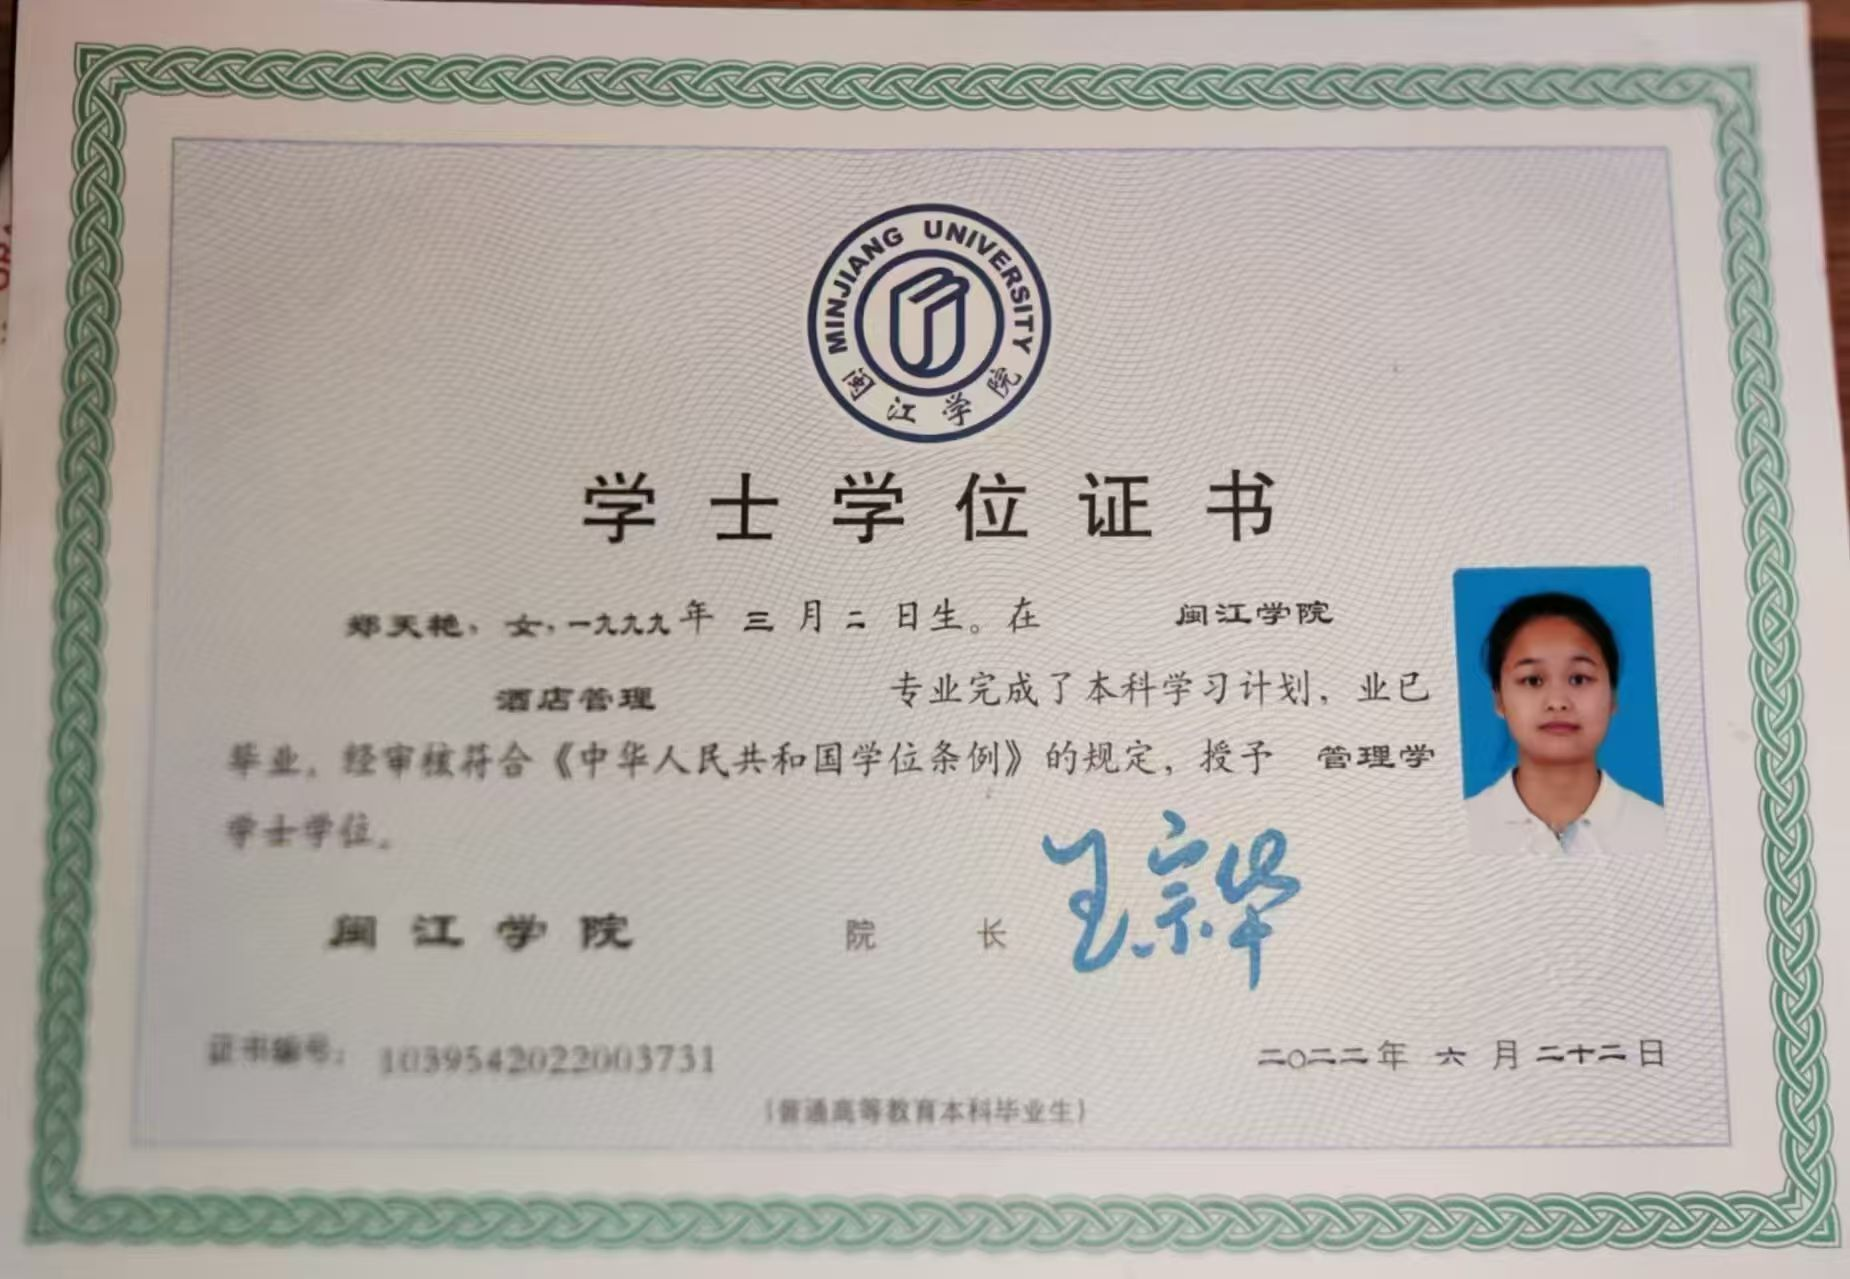 MINJIANG UNIVERSITY
闽江学院
学士学位证书
郑天艳，女，一九九九年 三 月 二 日生。在 闽江学院
酒店管理 专业完成了本科学习计划，业已
毕业，经审核符合《中华人民共和国学位条例》的规定，授予 管理学
学士学位。
闽江学院 院 长 王宗华
证书编号：1039542022003731 二〇二二年 六 月 二十二日
(普通高等教育本科毕业生)